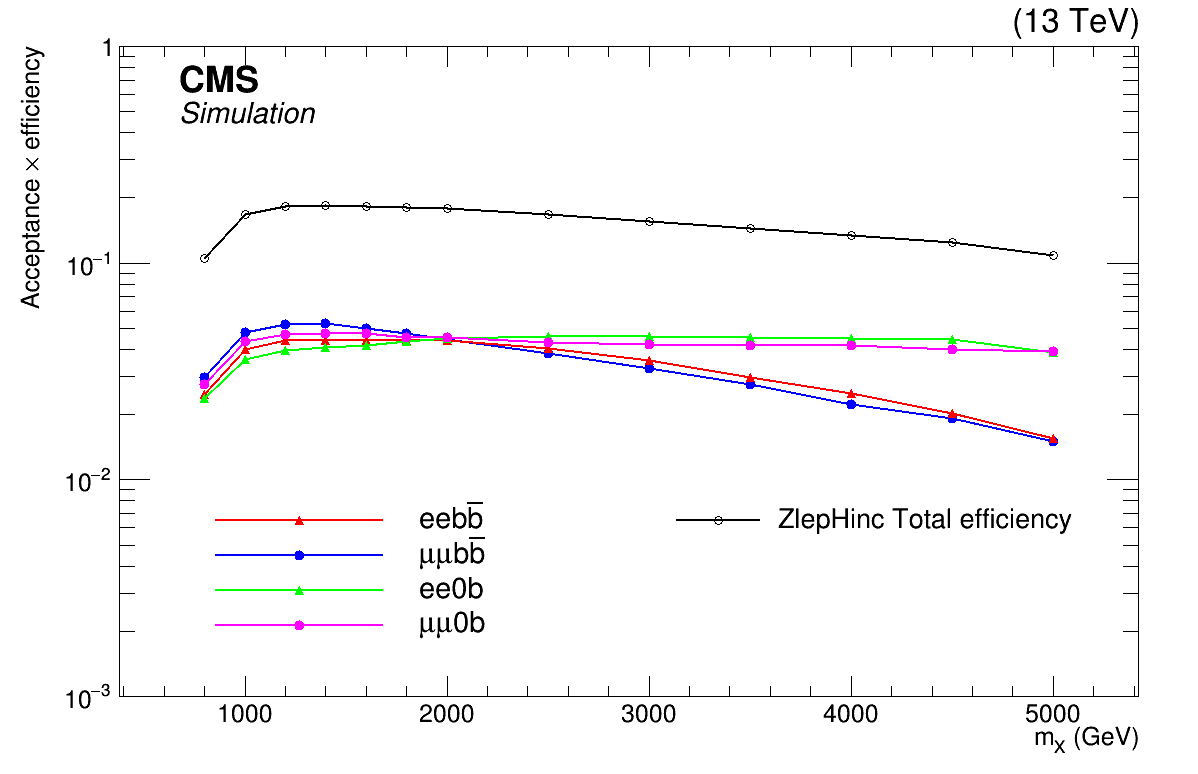 (13 TeV)
CMS
Simulation
Acceptance × efficiency
1
10⁻¹
10⁻²
10⁻³
eebb̅
μμbb̅
ee0b
μμ0b
ZlepHinc Total efficiency
1000 2000 3000 4000 5000
mₓ (GeV)